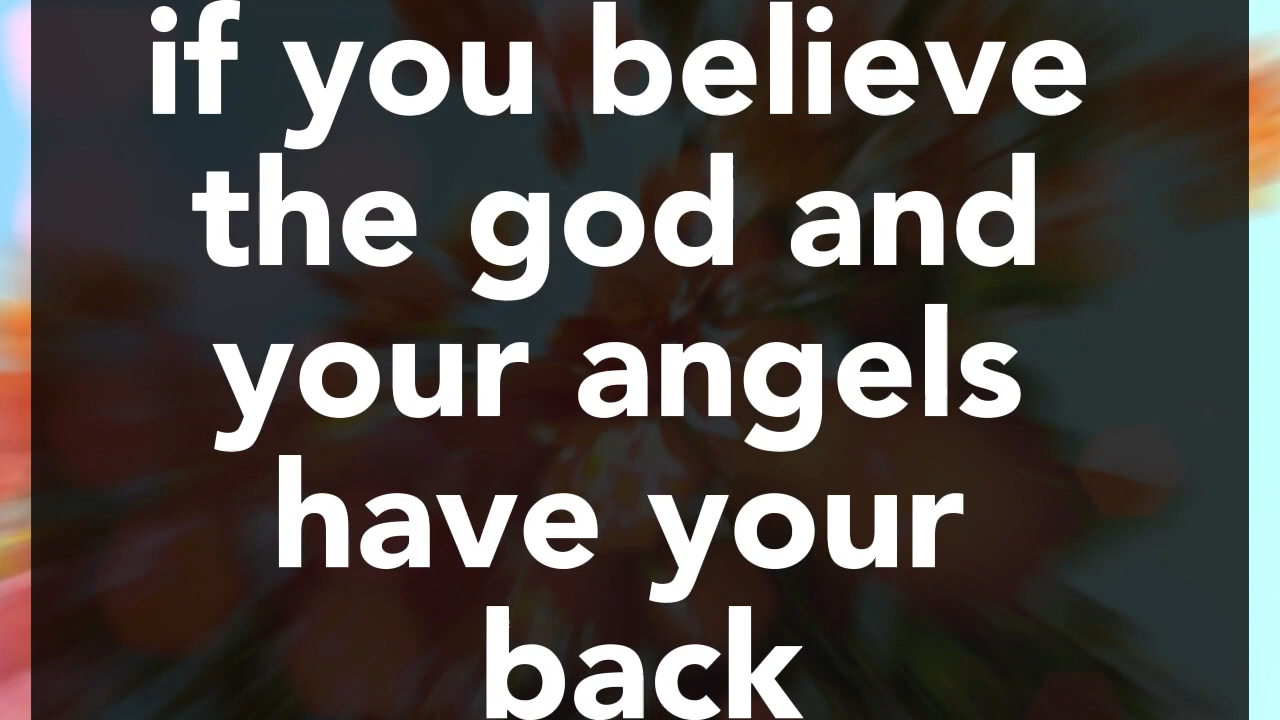 if you believe
the god and
your angels
have your
back